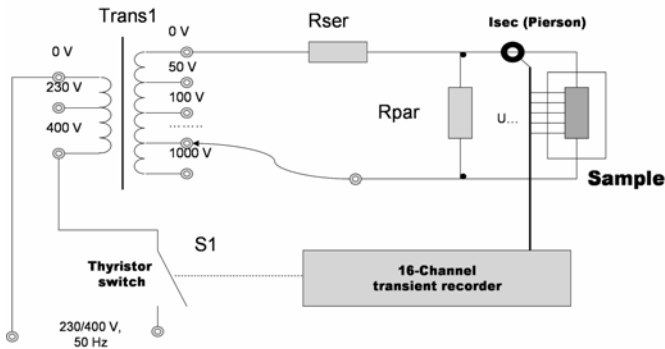 Trans1
0 V
230 V
400 V
0 V
50 V
100 V
........
1000 V
Rser
Isec (Pierson)
Rpar
U...
Sample
S1
Thyristor
switch
16-Channel
transient recorder
230/400 V,
50 Hz